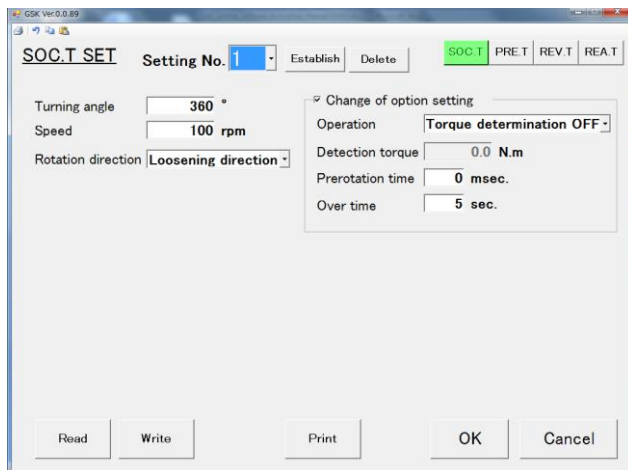 GSK Ver.0.0.89
SOC.T SET Setting No. 1 Establish Delete SOC.T PRE.T REV.T REA.T
Turning angle 360 °
Speed 100 rpm
Rotation direction Loosening direction
Change of option setting
Operation Torque determination OFF
Detection torque 0.0 N.m
Prerotation time 0 msec.
Over time 5 sec.
Read Write Print OK Cancel